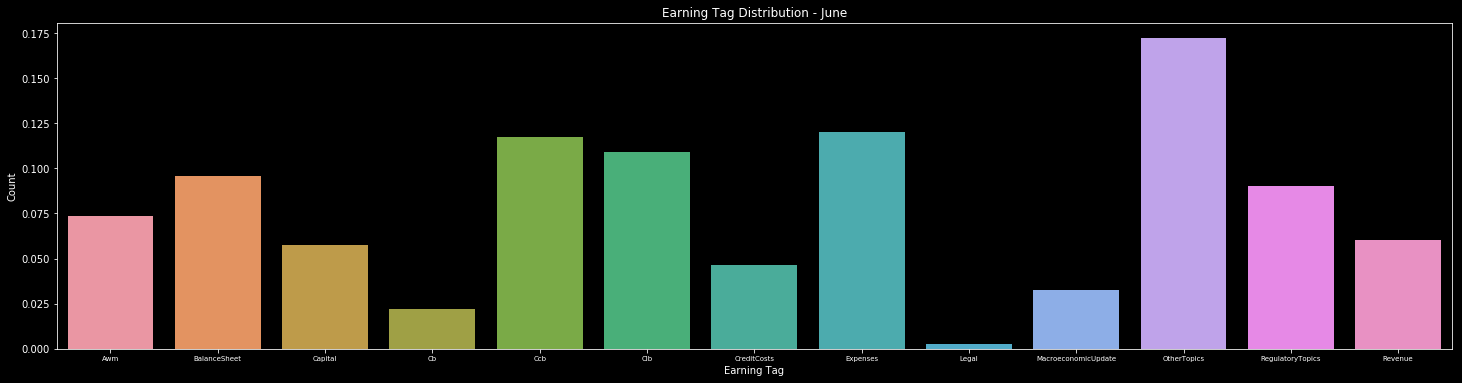 Earning Tag Distribution - June
Count
0.175
0.150
0.125
0.100
0.075
0.050
0.025
0.000
Awm BalanceSheet Capital Cb Ccb Cib CreditCosts Expenses Legal MacroeconomicUpdate OtherTopics RegulatoryTopics Revenue
Earning Tag